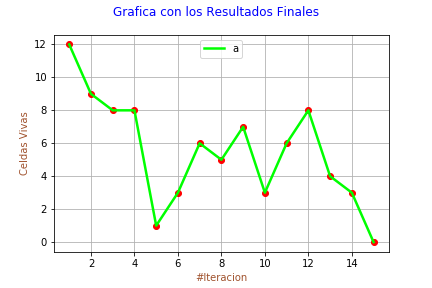 Grafica con los Resultados Finales
a
12
10
8
6
4
2
0
Celdas Vivas
2 4 6 8 10 12 14
#Iteracion